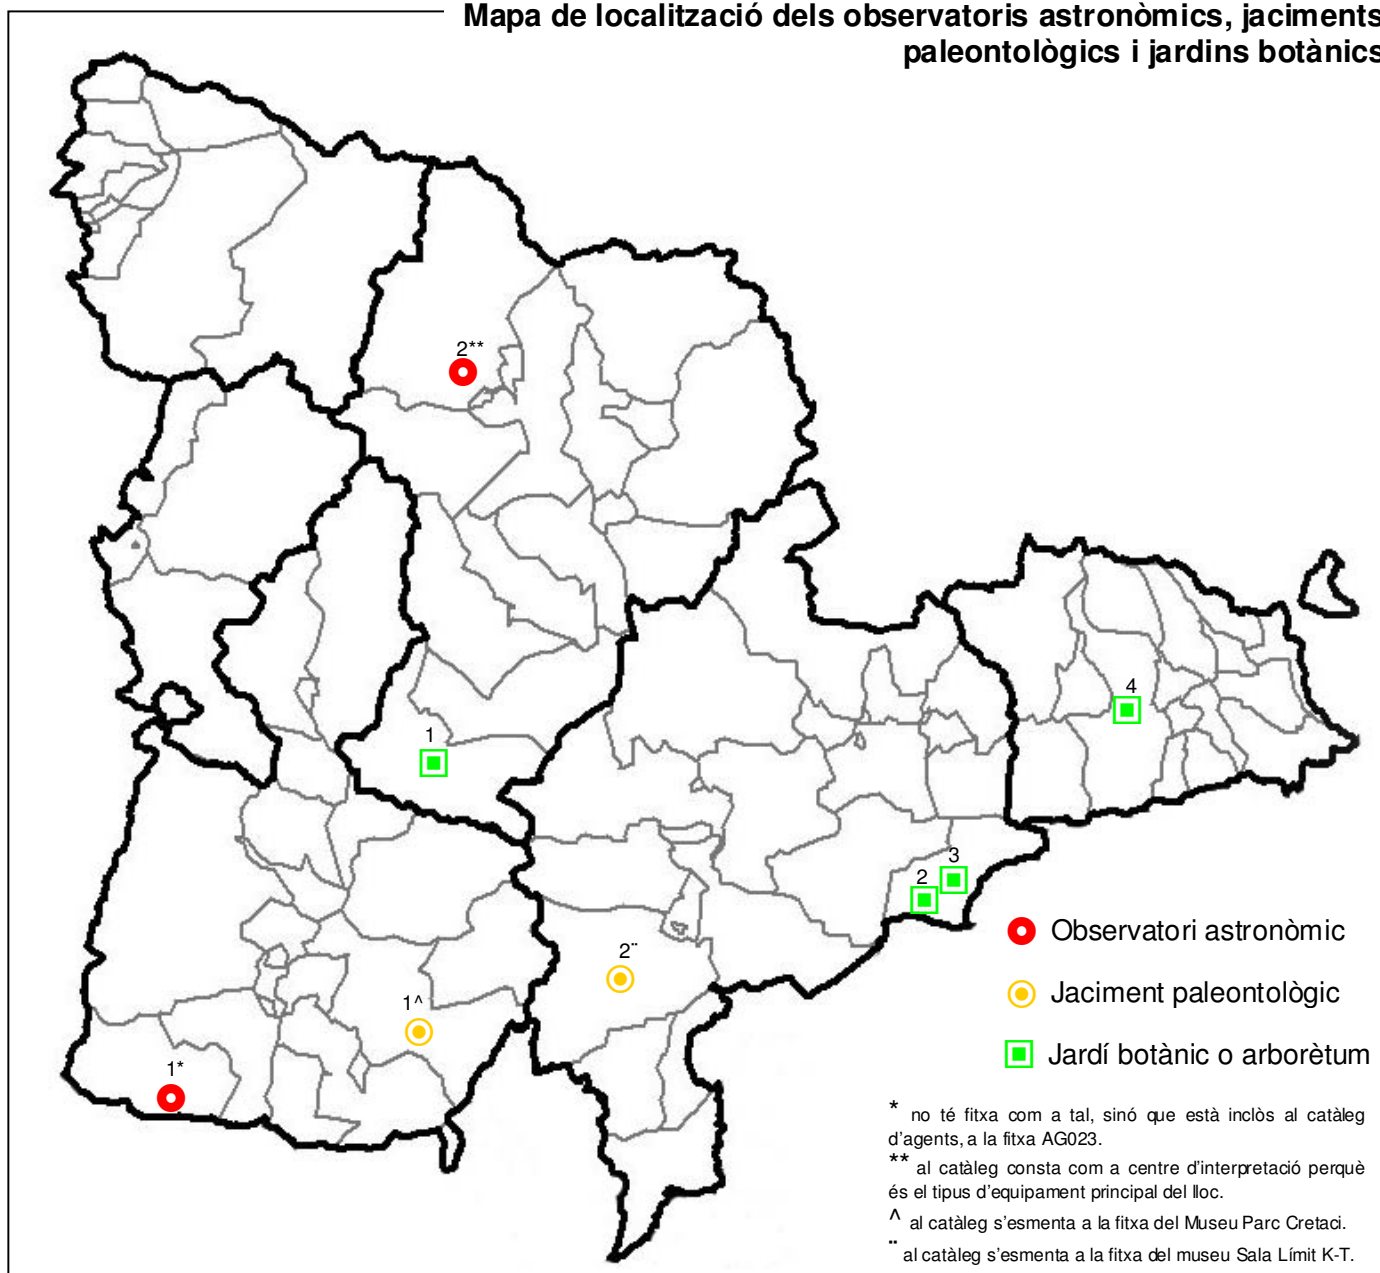 Mapa de localització dels observatoris astronòmics, jaciments
paleontològics i jardins botànics
2**
4
1
3
2
2¨
1^
1*
Observatori astronòmic
Jaciment paleontològic
Jardí botànic o arborètum
* no té fitxa com a tal, sinó que està inclòs al catàleg
d'agents, a la fitxa AG023.
** al catàleg consta com a centre d'interpretació perquè
és el tipus d'equipament principal del lloc.
^ al catàleg s'esmenta a la fitxa del Museu Parc Cretaci.
¨ al catàleg s'esmenta a la fitxa del museu Sala Límit K-T.